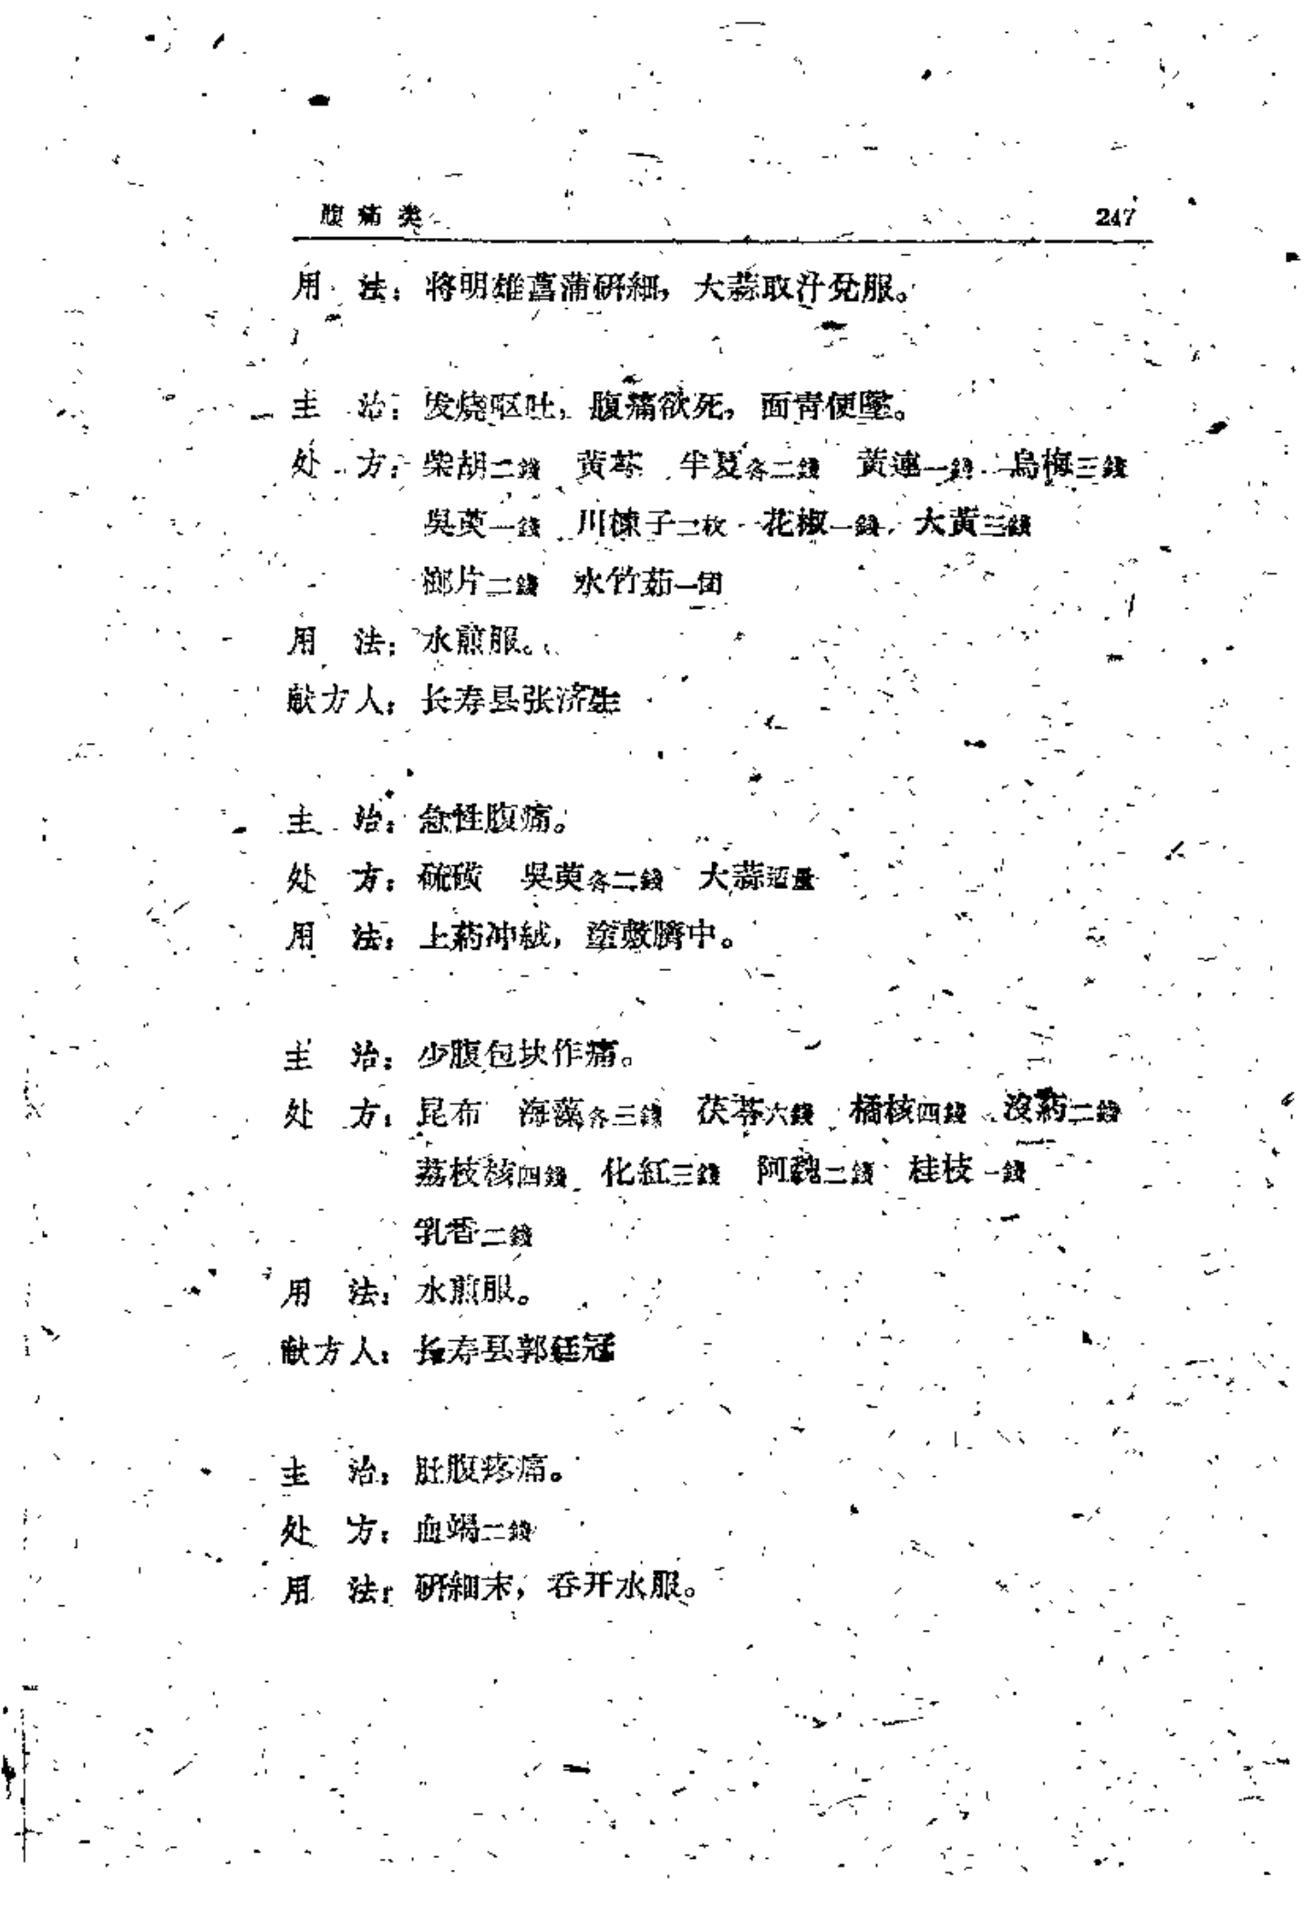 腹痛类 247
用 法：将明雄菖蒲研細，大蒜取汁兌服。
主 治：发烧呕吐，腹痛欲死，面青便墜。
处 方：柴胡二錢 黄芩 半夏各二錢 黄連一錢 烏梅三錢
吳萸一錢 川楝子二枚 花椒一錢 大黃三錢
榔片二錢 水竹茹一团
用 法：水煎服。
献方人：长寿县张济生
主 治：急性腹痛。
处 方：硫磺 吳萸各二錢 大蒜适量
用 法：上葯冲絨，塗敷臍中。
主 治：少腹包块作痛。
处 方：昆布 海藻各三錢 茯苓六錢 橘核四錢 沒葯二錢
荔枝核四錢 化紅三錢 阿魏二錢 桂枝一錢
乳香二錢
用 法：水煎服。
献方人：长寿县郭廷冠
主 治：肚腹疼痛。
处 方：血竭二錢
用 法：研細末，吞开水服。